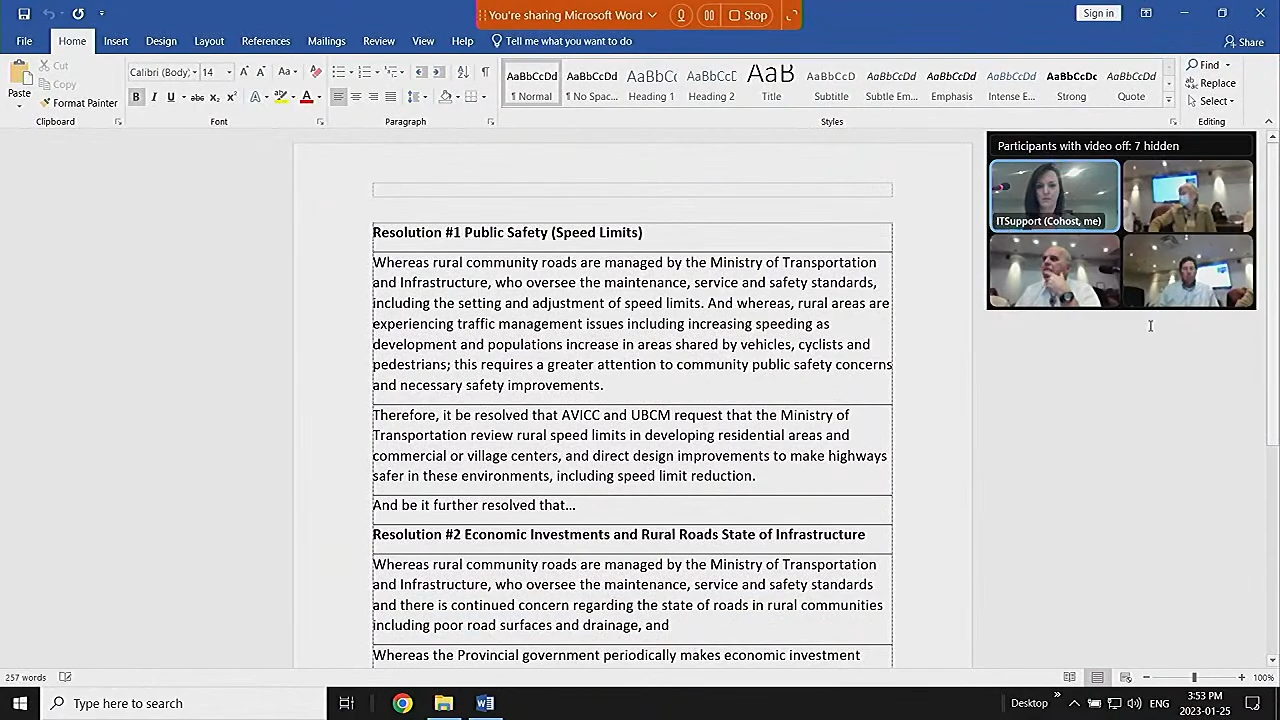 You're sharing Microsoft Word
Stop
Sign in
File Home Insert Design Layout References Mailings Review View Help Tell me what you want to do Share
Paste
Cut
Copy
Format Painter
Clipboard
Calibri (Body) 14
Font
Paragraph
AaBbCcDd AaBbCcDd AaBbC( AaBbCcC AaB AaBbCcD AaBbCcDd AaBbCcDd AaBbCcDd AaBbCcDc AaBbCcDd
¶ Normal ¶ No Spac... Heading 1 Heading 2 Title Subtitle Subtle Em... Emphasis Intense E... Strong Quote
Styles
Find
Replace
Select
Editing
Participants with video off: 7 hidden
ITSupport (Cohost, me)
Resolution #1 Public Safety (Speed Limits)
Whereas rural community roads are managed by the Ministry of Transportation
and Infrastructure, who oversee the maintenance, service and safety standards,
including the setting and adjustment of speed limits. And whereas, rural areas are
experiencing traffic management issues including increasing speeding as
development and populations increase in areas shared by vehicles, cyclists and
pedestrians; this requires a greater attention to community public safety concerns
and necessary safety improvements.
Therefore, it be resolved that AVICC and UBCM request that the Ministry of
Transportation review rural speed limits in developing residential areas and
commercial or village centers, and direct design improvements to make highways
safer in these environments, including speed limit reduction.
And be it further resolved that...
Resolution #2 Economic Investments and Rural Roads State of Infrastructure
Whereas rural community roads are managed by the Ministry of Transportation
and Infrastructure, who oversee the maintenance, service and safety standards
and there is continued concern regarding the state of roads in rural communities
including poor road surfaces and drainage, and
Whereas the Provincial government periodically makes economic investment
257 words
100%
Type here to search
Desktop
ENG
3:53 PM
2023-01-25